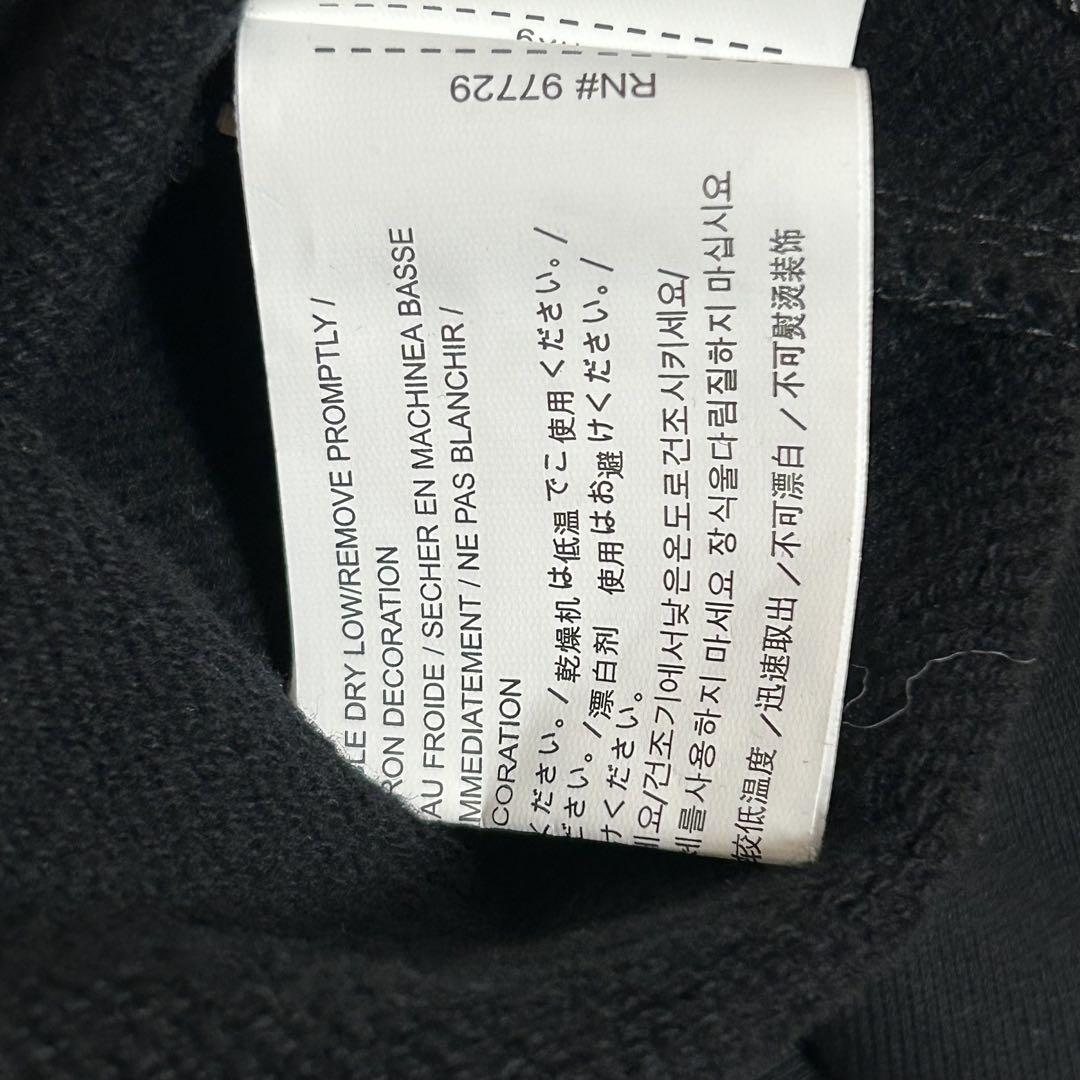 RN# 97729
LE DRY LOW/REMOVE PROMPTLY /
RON DECORATION
AU FROIDE / SECHER EN MACHINEA BASSE
MMEDIATEMENT / NE PAS BLANCHIR /
CORATION
ください。/ 乾燥机は低温でご使用ください。/
ださい。/漂白剤 使用はお避けください。/
けください。
세요/건조기에서낮은온도로건조시키세요/
제를사용하지 마세요 장식을다림질하지 마십시요
较低温度 /迅速取出 /不可漂白 /不可熨烫装饰